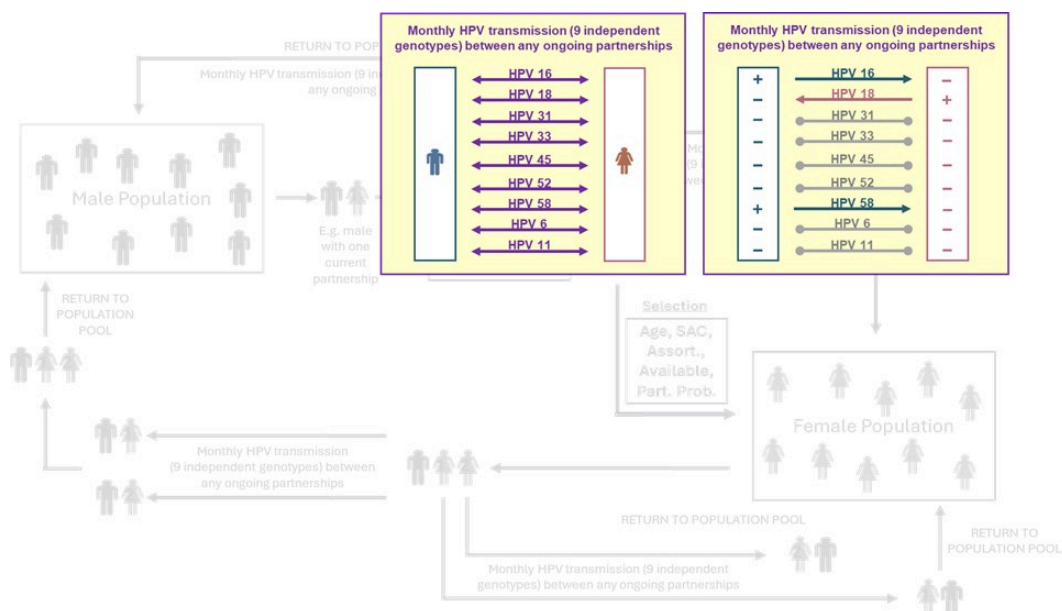 RETURN TO POP
Monthly HPV transmission (9 inde
any ongoing
Monthly HPV transmission (9 independent
genotypes) between any ongoing partnerships
HPV 16
HPV 18
HPV 31
HPV 33
HPV 45
HPV 52
HPV 58
HPV 6
HPV 11
Monthly HPV transmission (9 independent
genotypes) between any ongoing partnerships
+ HPV 16 −
− HPV 18 +
− HPV 31 −
− HPV 33 −
− HPV 45 −
− HPV 52 −
+ HPV 58 −
− HPV 6 −
− HPV 11 −
Male Population
E.g. male
with one
current
partnership
RETURN TO
POPULATION
POOL
Selection
Age, SAC,
Assort.,
Available,
Part. Prob.
Female Population
Monthly HPV transmission
(9 independent genotypes) between
any ongoing partnerships
RETURN TO POPULATION POOL
Monthly HPV transmission (9 independent
genotypes) between any ongoing partnerships
RETURN TO
POPULATION POOL